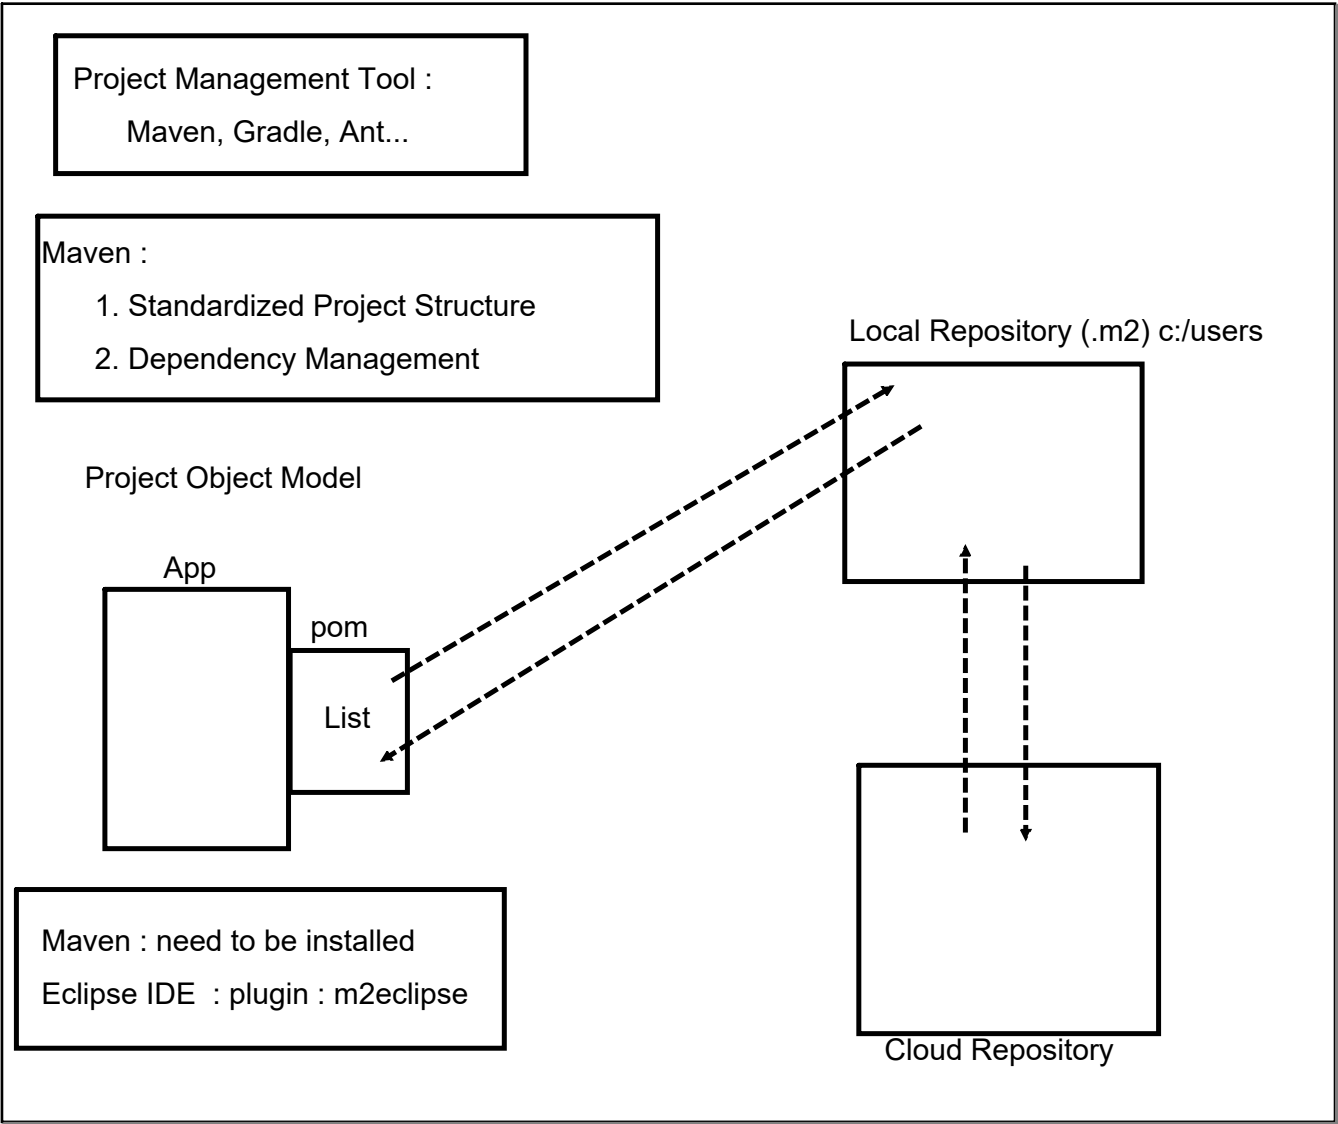 Project Management Tool :
Maven, Gradle, Ant...
Maven :
1. Standardized Project Structure
2. Dependency Management
Local Repository (.m2) c:/users
Project Object Model
App
pom
List
Maven : need to be installed
Eclipse IDE : plugin : m2eclipse
Cloud Repository